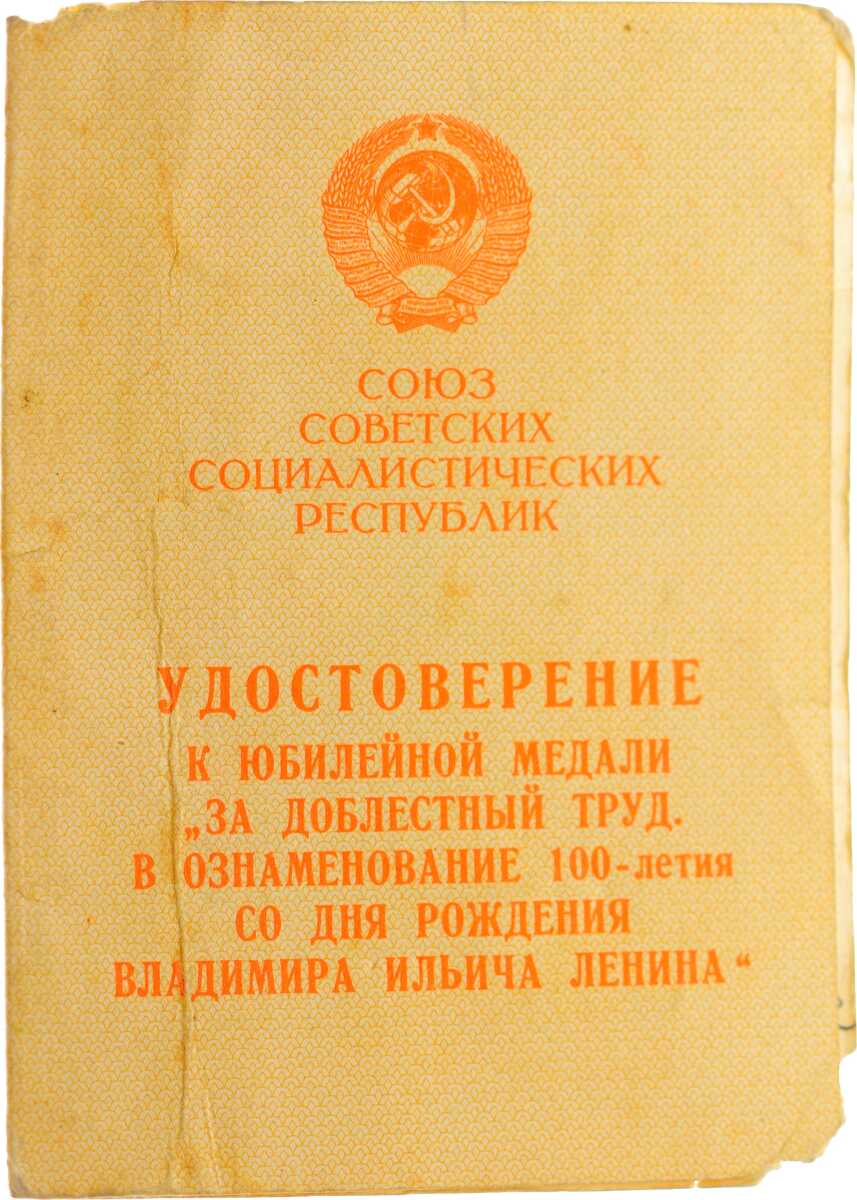 СОЮЗ
СОВЕТСКИХ
СОЦИАЛИСТИЧЕСКИХ
РЕСПУБЛИК
УДОСТОВЕРЕНИЕ
К ЮБИЛЕЙНОЙ МЕДАЛИ
„ЗА ДОБЛЕСТНЫЙ ТРУД.
В ОЗНАМЕНОВАНИЕ 100-летия
СО ДНЯ РОЖДЕНИЯ
ВЛАДИМИРА ИЛЬИЧА ЛЕНИНА“